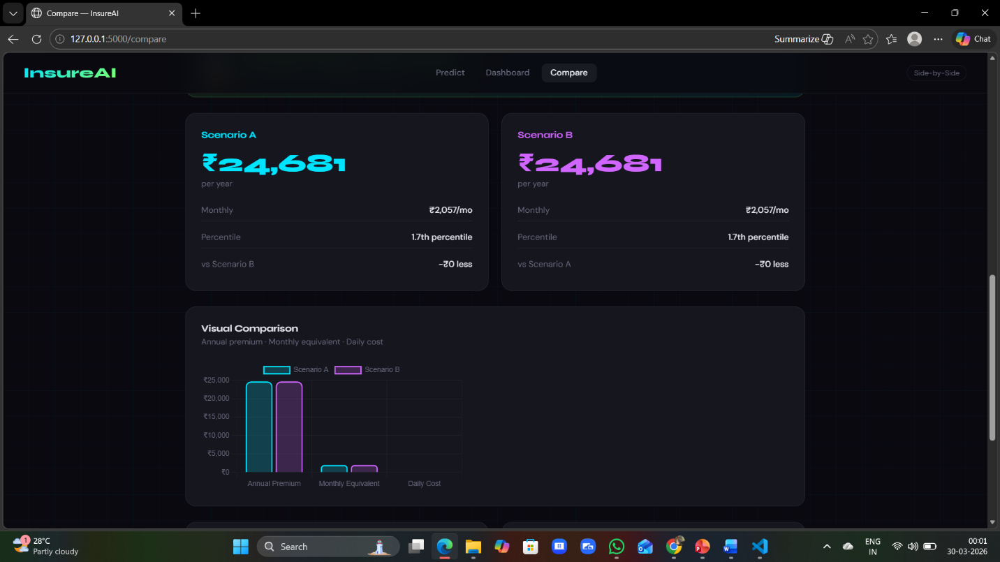 Compare — InsureAI
127.0.0.1:5000/compare
Summarize
Chat
InsureAI
Predict
Dashboard
Compare
Side-by-Side
Scenario A
₹24,681
per year
Monthly
₹2,057/mo
Percentile
1.7th percentile
vs Scenario B
-₹0 less
Scenario B
₹24,681
per year
Monthly
₹2,057/mo
Percentile
1.7th percentile
vs Scenario A
-₹0 less
Visual Comparison
Annual premium · Monthly equivalent · Daily cost
Scenario A
Scenario B
₹25,000
₹20,000
₹15,000
₹10,000
₹5,000
₹0
Annual Premium
Monthly Equivalent
Daily Cost
1
28°C
Partly cloudy
Search
ENG
IN
00:01
30-03-2026